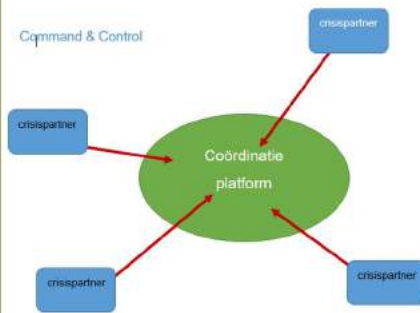 Command & Control
crisispartner
crisispartner
Coördinatie
platform
crisispartner
crisispartner